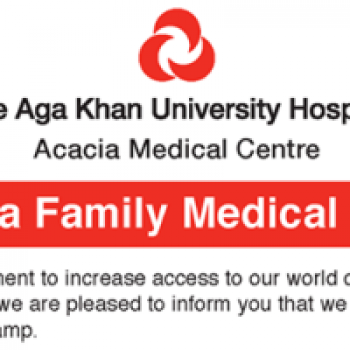 e Aga Khan University Hosp
Acacia Medical Centre
a Family Medical
ment to increase access to our world c
we are pleased to inform you that we
amp.